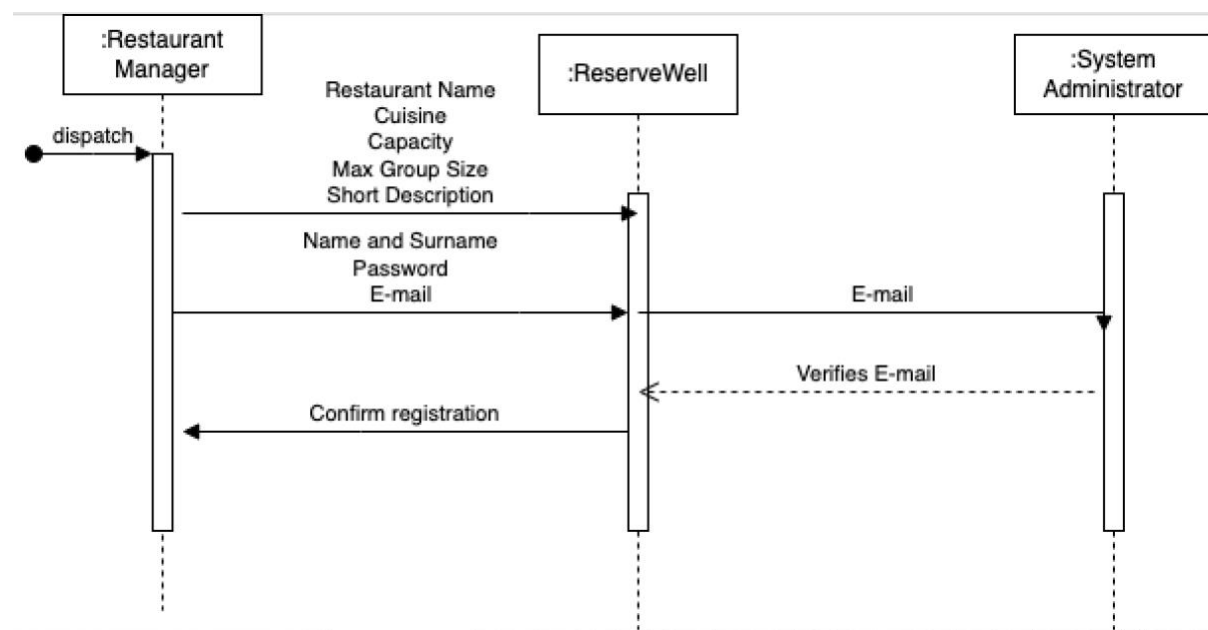 :Restaurant
Manager
:ReserveWell
:System
Administrator
dispatch
Restaurant Name
Cuisine
Capacity
Max Group Size
Short Description
Name and Surname
Password
E-mail
E-mail
Verifies E-mail
Confirm registration